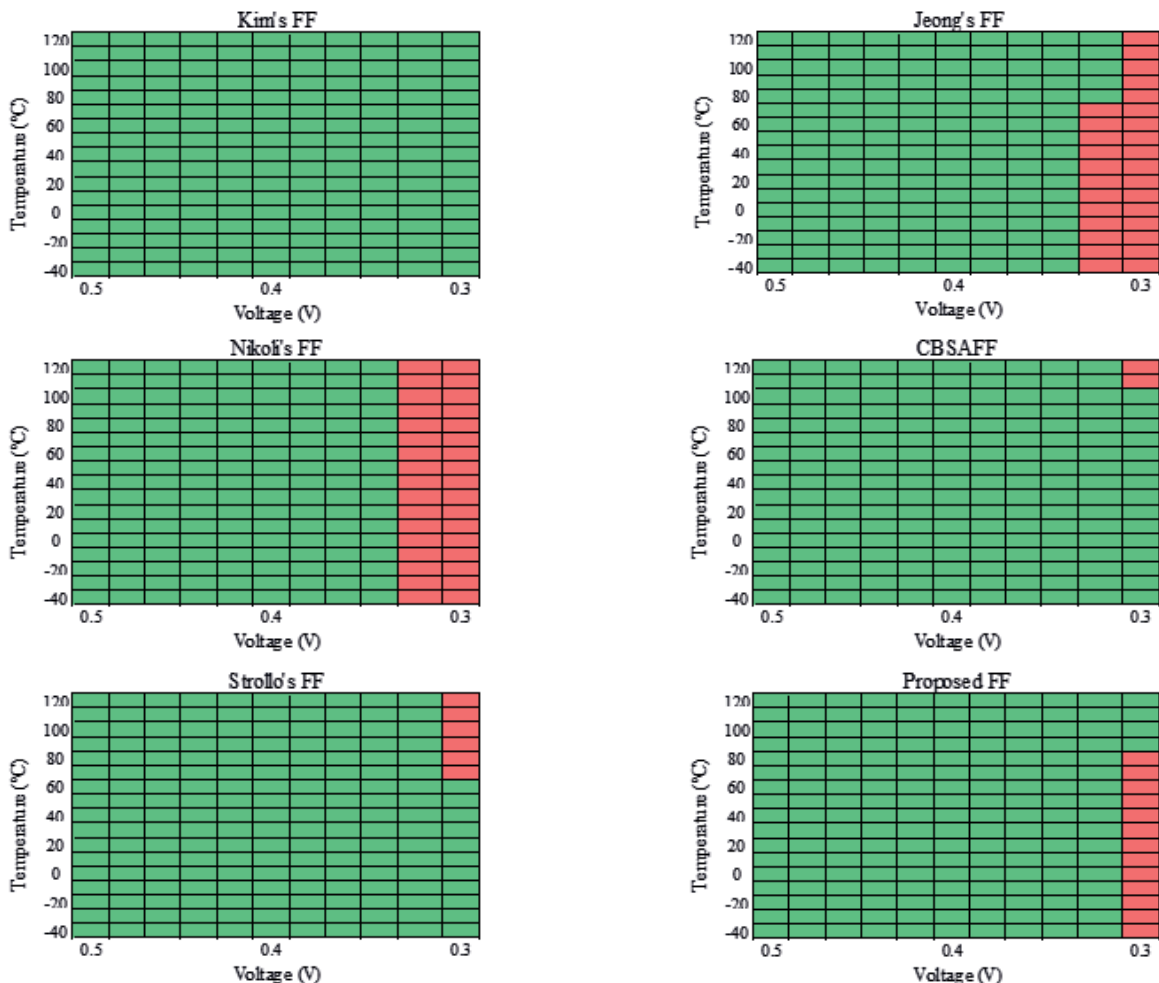 Kim's FF
Temperature (°C)
120
100
80
60
40
20
0
-20
-40
0.5 0.4 0.3
Voltage (V)
Jeong's FF
Temperature (°C)
120
100
80
60
40
20
0
-20
-40
0.5 0.4 0.3
Voltage (V)
Nikoli's FF
Temperature (°C)
120
100
80
60
40
20
0
-20
-40
0.5 0.4 0.3
Voltage (V)
CBSAFF
Temperature (°C)
120
100
80
60
40
20
0
-20
-40
0.5 0.4 0.3
Voltage (V)
Strollo's FF
Temperature (°C)
120
100
80
60
40
20
0
-20
-40
0.5 0.4 0.3
Voltage (V)
Proposed FF
Temperature (°C)
120
100
80
60
40
20
0
-20
-40
0.5 0.4 0.3
Voltage (V)